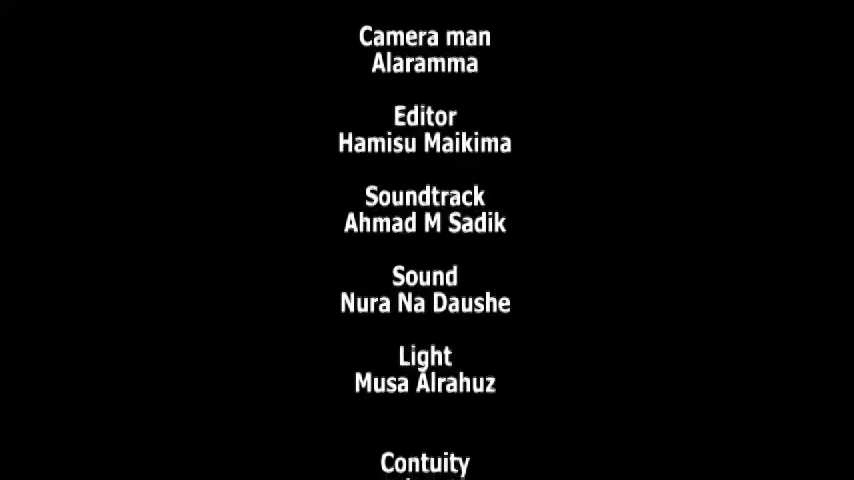 Camera man
Alaramma
Editor
Hamisu Maikima
Soundtrack
Ahmad M Sadik
Sound
Nura Na Daushe
Light
Musa Alrahuz
Contuity